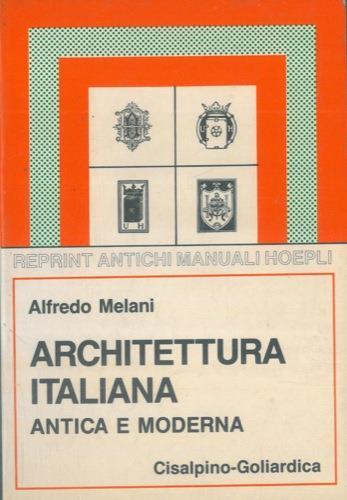 U H
U H
REPRINT ANTICHI MANUALI HOEPLI
Alfredo Melani
ARCHITETTURA
ITALIANA
ANTICA E MODERNA
Cisalpino-Goliardica